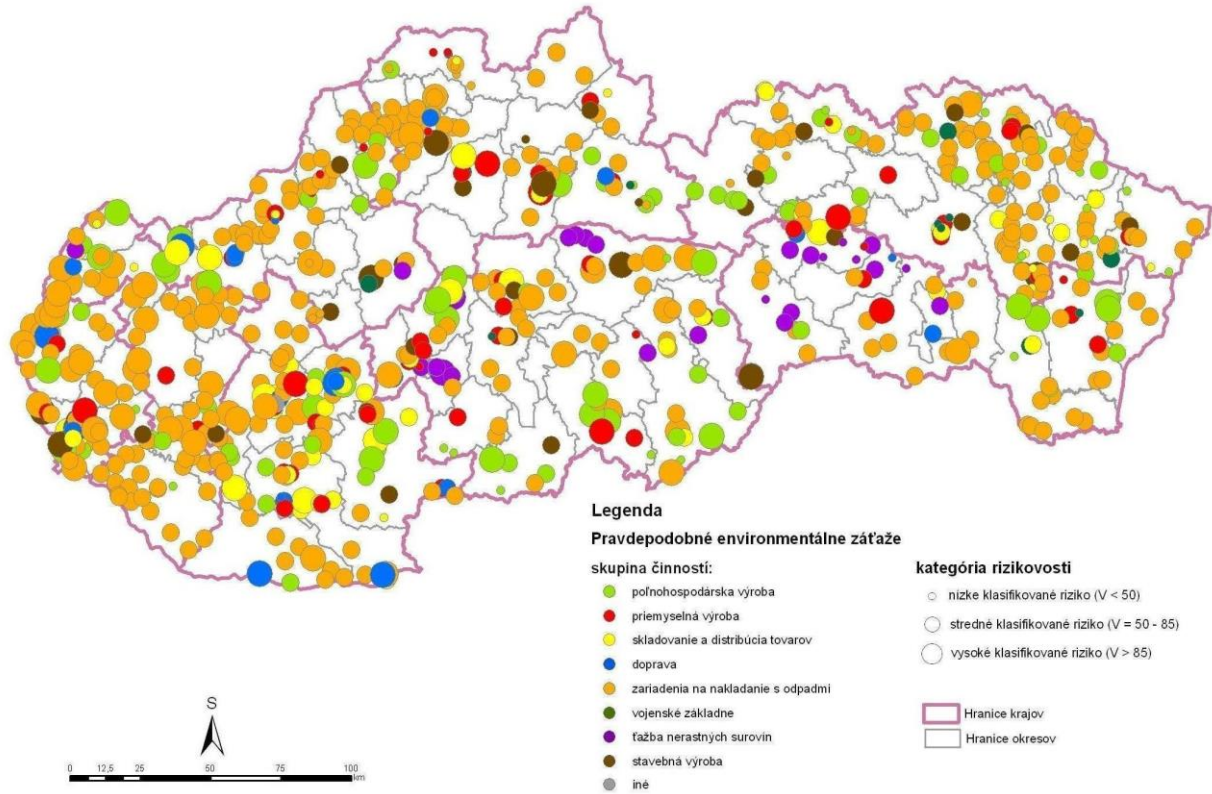 Legenda
Pravdepodobné environmentálne záťaže
skupina činností:
poľnohospodárska výroba
priemyselná výroba
skladovanie a distribúcia tovarov
doprava
zariadenia na nakladanie s odpadmi
vojenské základne
ťažba nerastných surovín
stavebná výroba
iné
kategória rizikovosti
nízke klasifikované riziko (V < 50)
stredné klasifikované riziko (V = 50 - 85)
vysoké klasifikované riziko (V > 85)
Hranice krajov
Hranice okresov
S
0 12,5 25 50 75 100
km